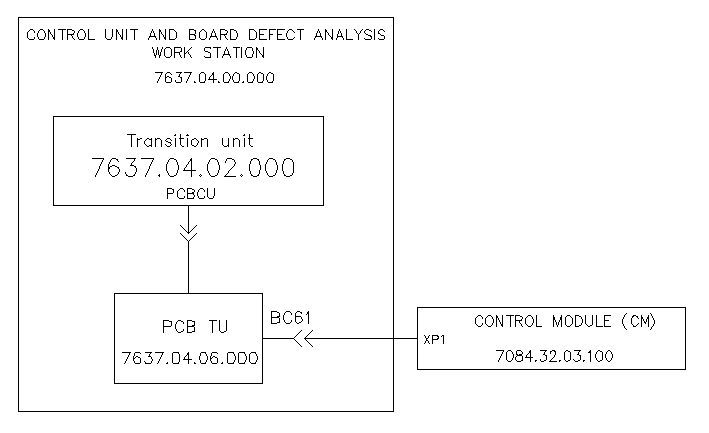 CONTROL UNIT AND BOARD DEFECT ANALYSIS
WORK STATION
7637.04.00.000
Transition unit
7637.04.02.000
PCBCU
PCB TU
7637.04.06.000
BC61
XP1
CONTROL MODULE (CM)
7084.32.03.100